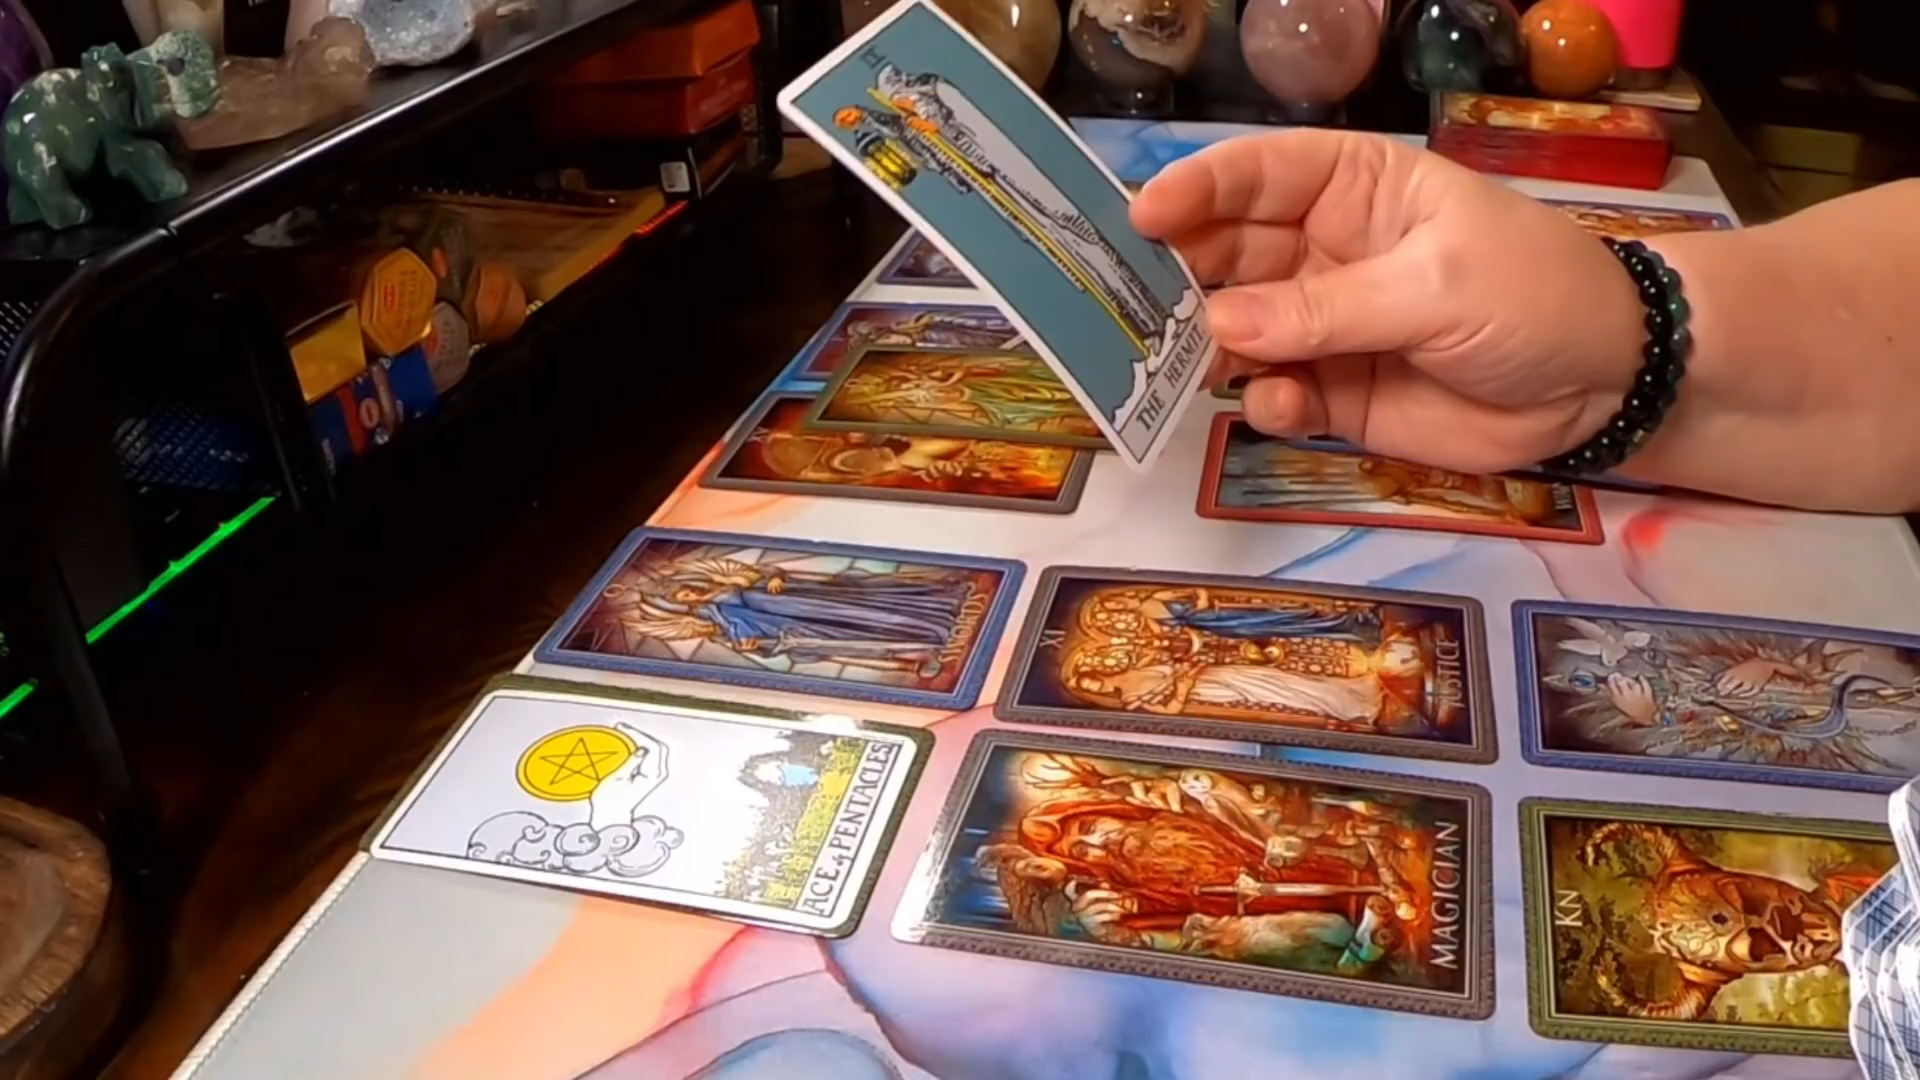 THE HERMIT
SWORDS
XI
JUSTICE
ACE of PENTACLES
MAGICIAN
KN